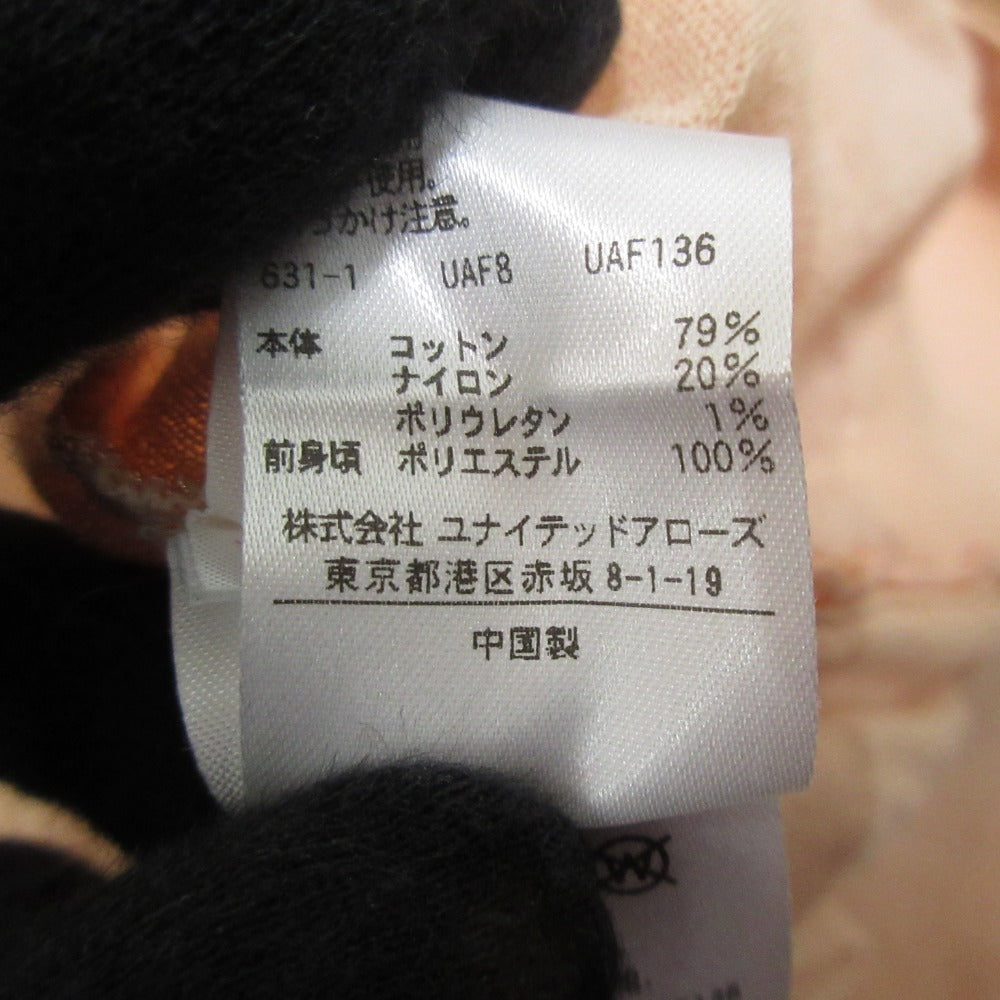 使用。
かけ注意。
631-1 UAF8 UAF136
本体 コットン 79%
ナイロン 20%
ポリウレタン 1%
前身頃 ポリエステル 100%
株式会社 ユナイテッドアローズ
東京都港区赤坂 8-1-19
中国製
W